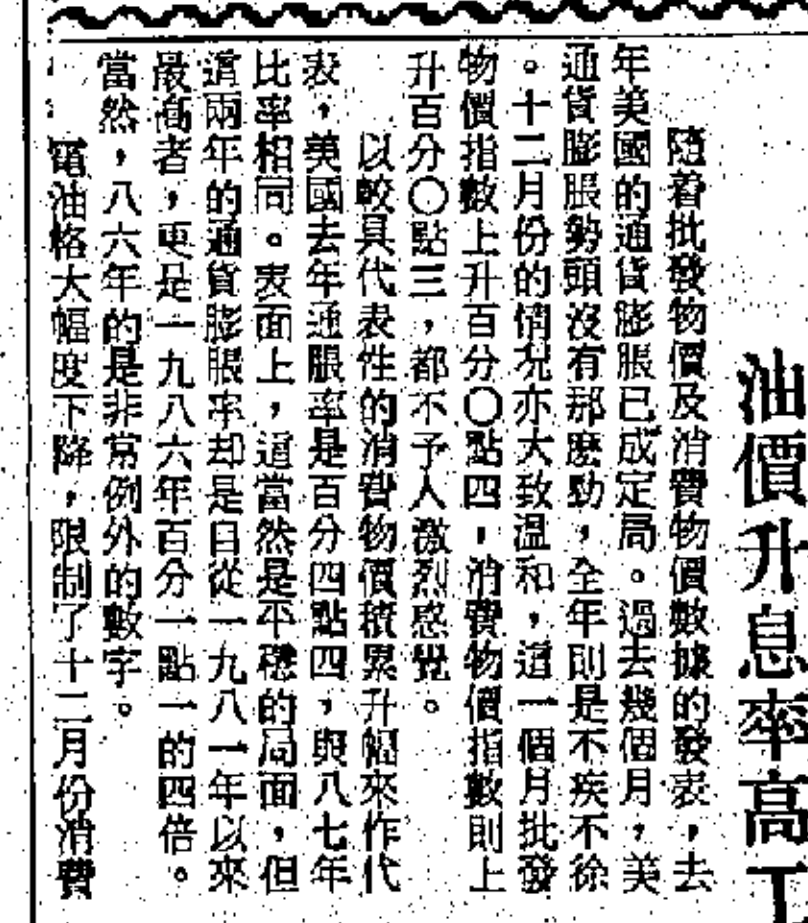 油價升息率高
隨着批發物價及消費物價數據的發表，去
年美國的通貨膨脹已成定局。過去幾個月，美
通貨膨脹勢頭沒有那麽勁，全年則是不疾不徐
。十二月份的情況亦大致溫和，這一個月批發
物價指數上升百分〇點四，消費物價指數則上
升百分〇點三，都不予人激烈感覺。
以較具代表性的消費物價積累升幅來作代
表，美國去年通脹率是百分四點四，與八七年
比率相同。表面上，這當然是平穩的局面，但
這兩年的通貨膨脹率却是自從一九八一年以來
最高者，更是一九八六年百分一點一的四倍。
當然，八六年的是非常例外的數字。
當油格大幅度下降，限制了十二月份消費